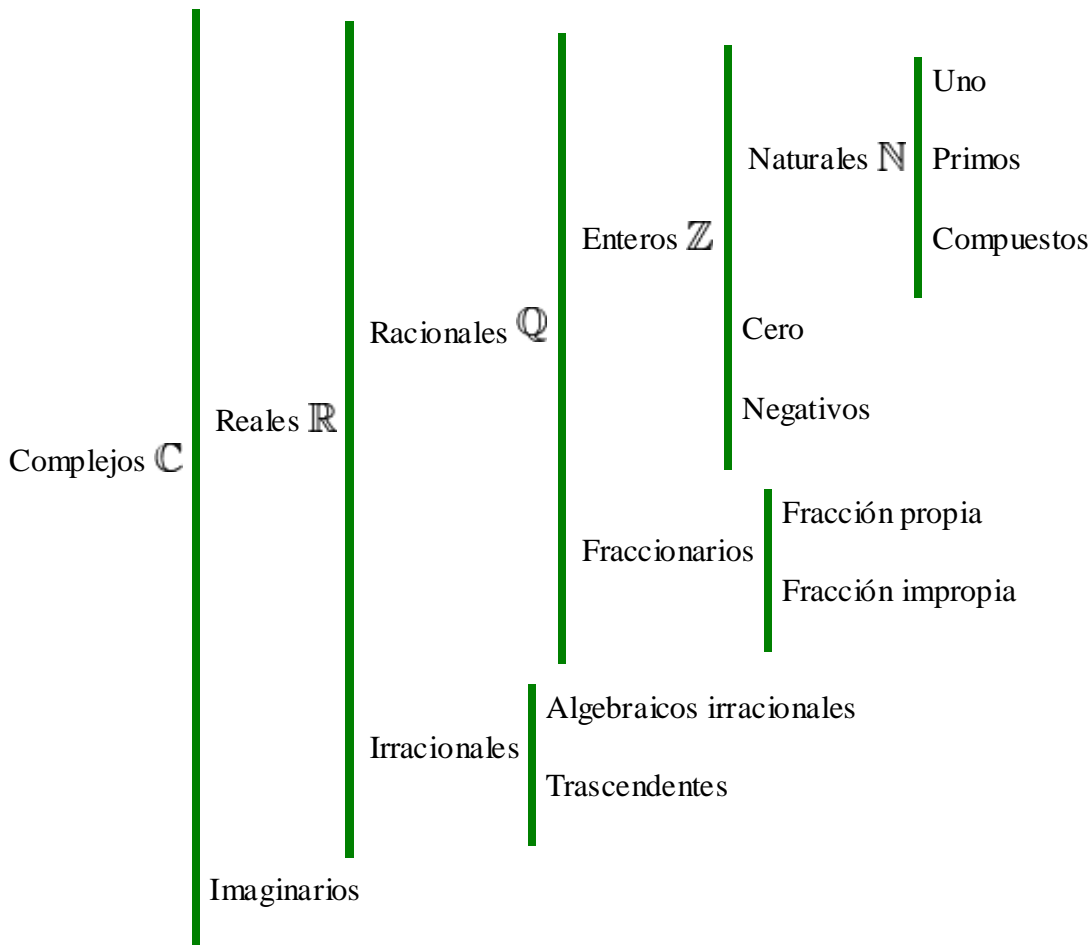 Uno
Naturales ℕ
Primos
Enteros ℤ
Compuestos
Racionales ℚ
Cero
Reales ℝ
Negativos
Complejos ℂ
Fracción propia
Fraccionarios
Fracción impropia
Algebraicos irracionales
Irracionales
Trascendentes
Imaginarios